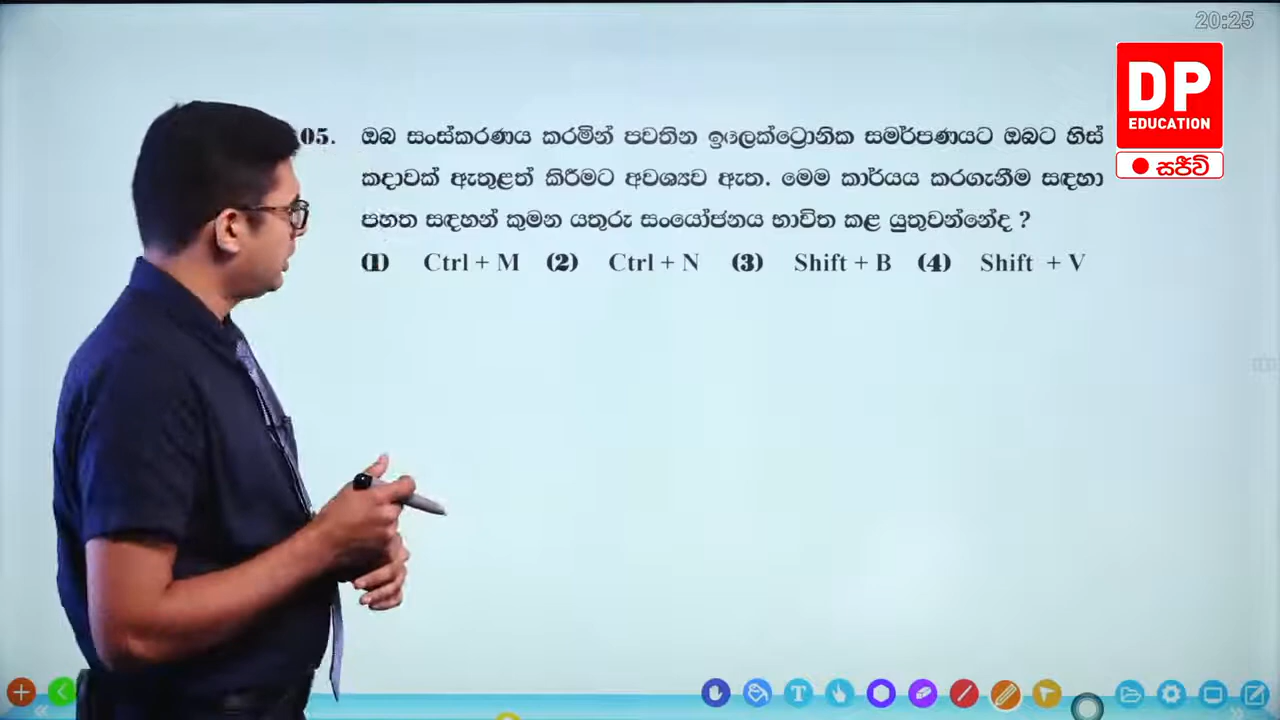 20:25
DP
EDUCATION
සජීවි
05. ඔබ සංස්කරණය කරමින් පවතින ඉලෙක්ට්‍රොනික සමර්පණයට ඔබට හිස්
කදාවක් ඇතුළත් කිරීමට අවශ්‍යව ඇත. මෙම කාර්යය කරගැනීම සඳහා
පහත සඳහන් කුමන යතුරු සංයෝජනය භාවිත කළ යුතුවන්නේද ?
(1) Ctrl + M (2) Ctrl + N (3) Shift + B (4) Shift + V